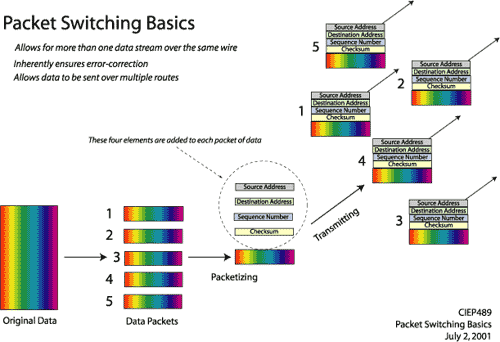 Packet Switching Basics
Allows for more than one data stream over the same wire
Inherently ensures error-correction
Allows data to be sent over multiple routes
These four elements are added to each packet of data
Source Address
Destination Address
Sequence Number
Checksum
Original Data
1
2
3
4
5
Data Packets
Packetizing
Transmitting
5
Source Address
Destination Address
Sequence Number
Checksum
2
Source Address
Destination Address
Sequence Number
Checksum
1
Source Address
Destination Address
Sequence Number
Checksum
4
Source Address
Destination Address
Sequence Number
Checksum
3
Source Address
Destination Address
Sequence Number
Checksum
CIEP489
Packet Switching Basics
July 2, 2001